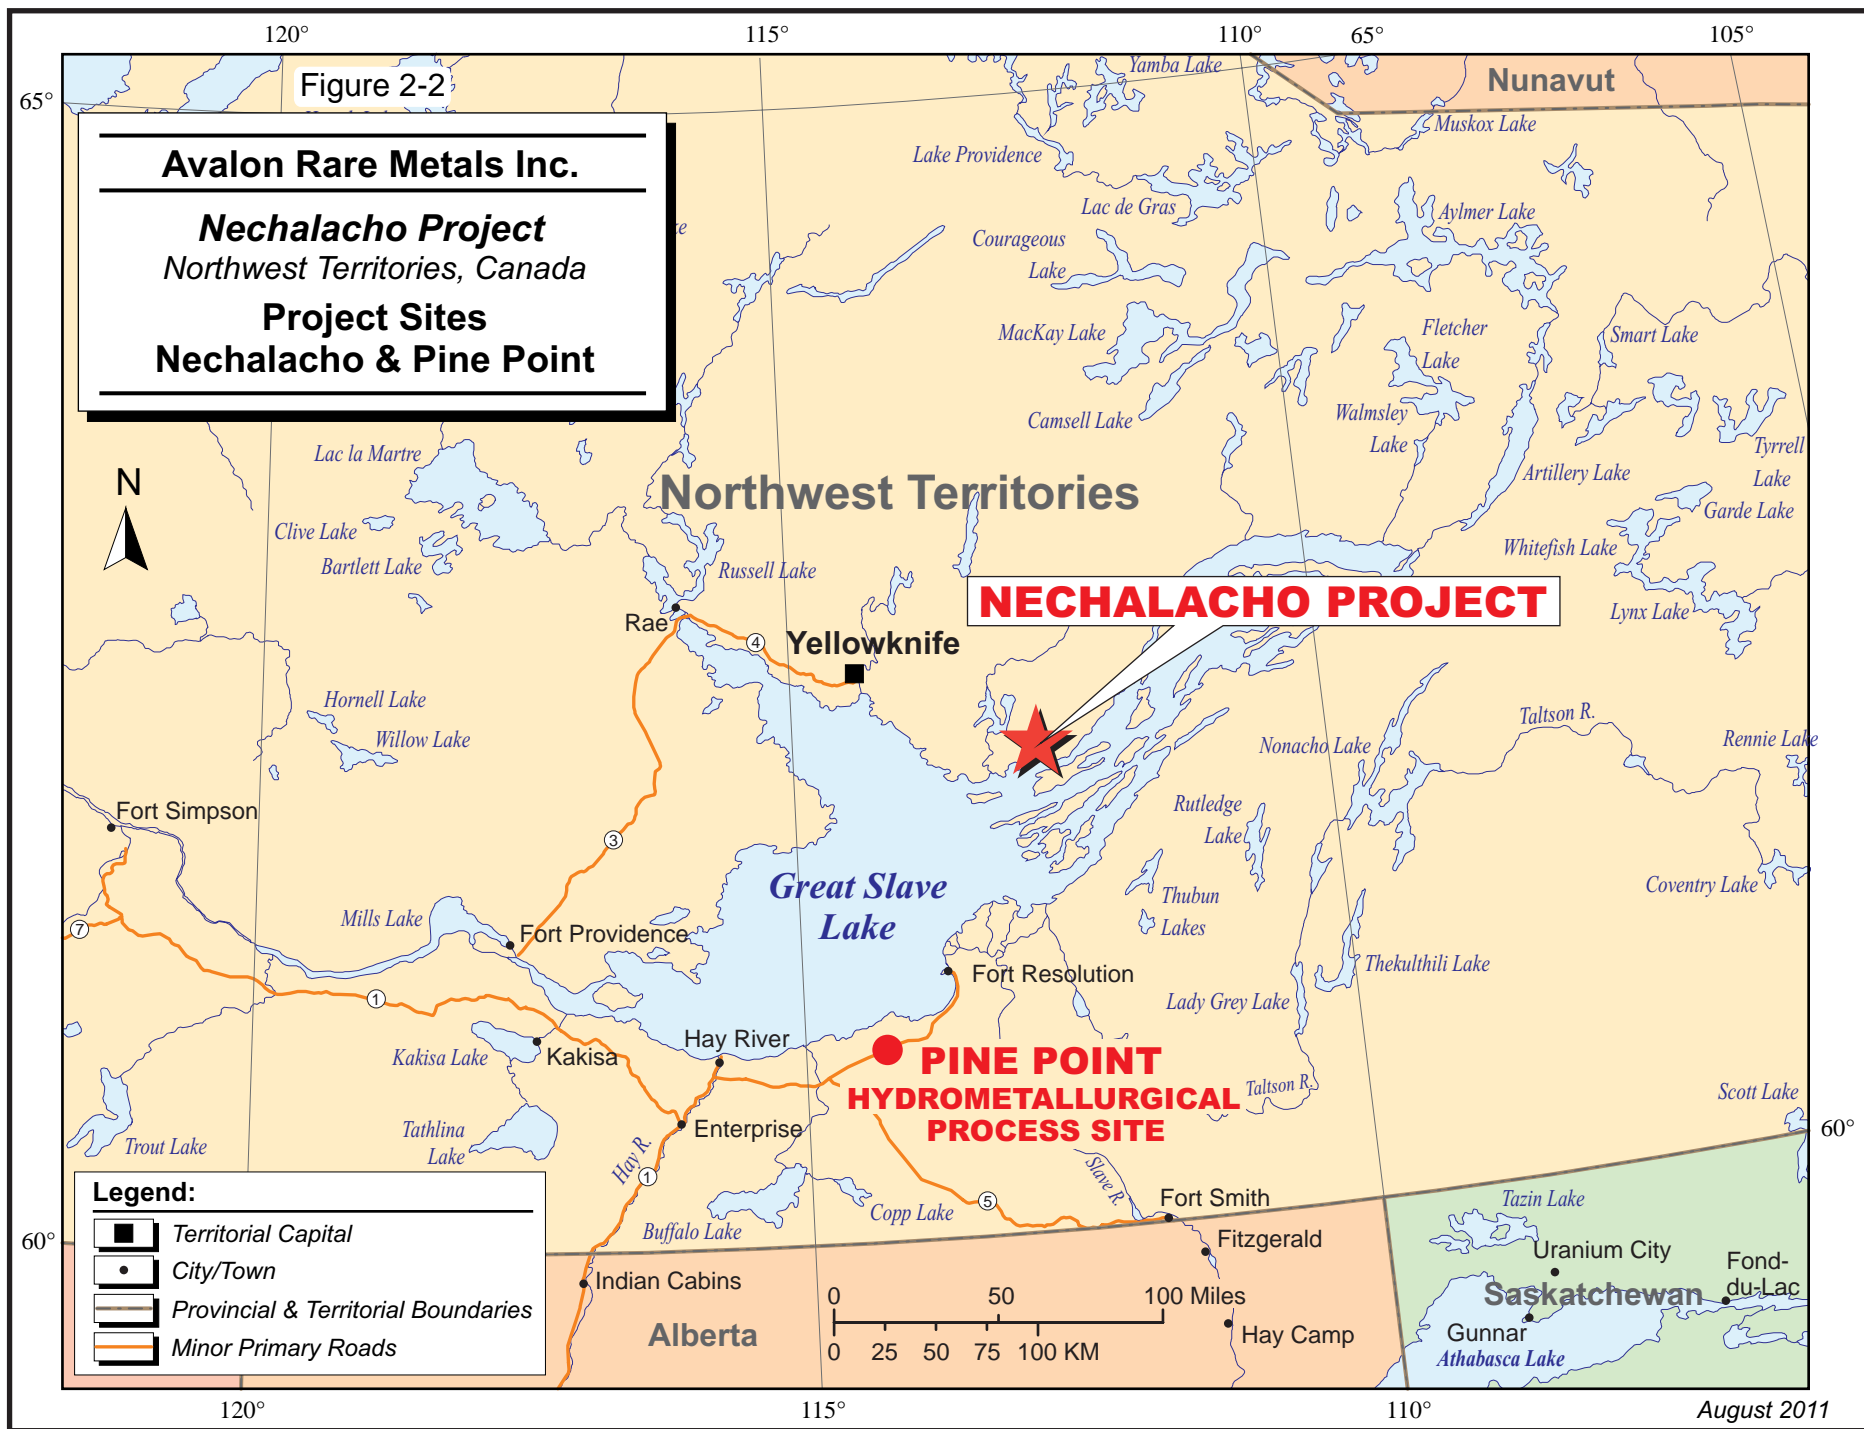 120°
115°
110°
65°
105°
Figure 2-2
Yamba Lake
Nunavut
65°
Muskox Lake
Avalon Rare Metals Inc.
Lake Providence
Nechalacho Project
Northwest Territories, Canada
Project Sites
Nechalacho & Pine Point
Lac de Gras
Aylmer Lake
Courageous
Lake
MacKay Lake
Fletcher
Lake
Smart Lake
Camsell Lake
Walmsley
Lake
Lac la Martre
Tyrrell
Lake
Artillery Lake
N
Northwest Territories
Garde Lake
Clive Lake
Whitefish Lake
Bartlett Lake
Russell Lake
NECHALACHO PROJECT
Lynx Lake
Rae
4
Yellowknife
Hornell Lake
Willow Lake
Taltson R.
Nonacho Lake
Rennie Lake
Fort Simpson
Rutledge
Lake
3
Great Slave
Lake
Coventry Lake
Thubun
Lakes
Mills Lake
7
Fort Providence
Thekulthili Lake
Fort Resolution
Lady Grey Lake
1
Hay River
Kakisa Lake
Kakisa
PINE POINT
HYDROMETALLURGICAL
PROCESS SITE
Taltson R.
Scott Lake
Trout Lake
Tathlina
Lake
Enterprise
60°
Hay R.
1
Slave R.
Legend:
Territorial Capital
City/Town
Provincial & Territorial Boundaries
Minor Primary Roads
Buffalo Lake
Copp Lake
5
Fort Smith
Tazin Lake
60°
Fitzgerald
Uranium City
Fond-
du-Lac
Indian Cabins
0 50 100 Miles
Saskatchewan
Alberta
Hay Camp
Gunnar
Athabasca Lake
0 25 50 75 100 KM
120°
115°
110°
August 2011